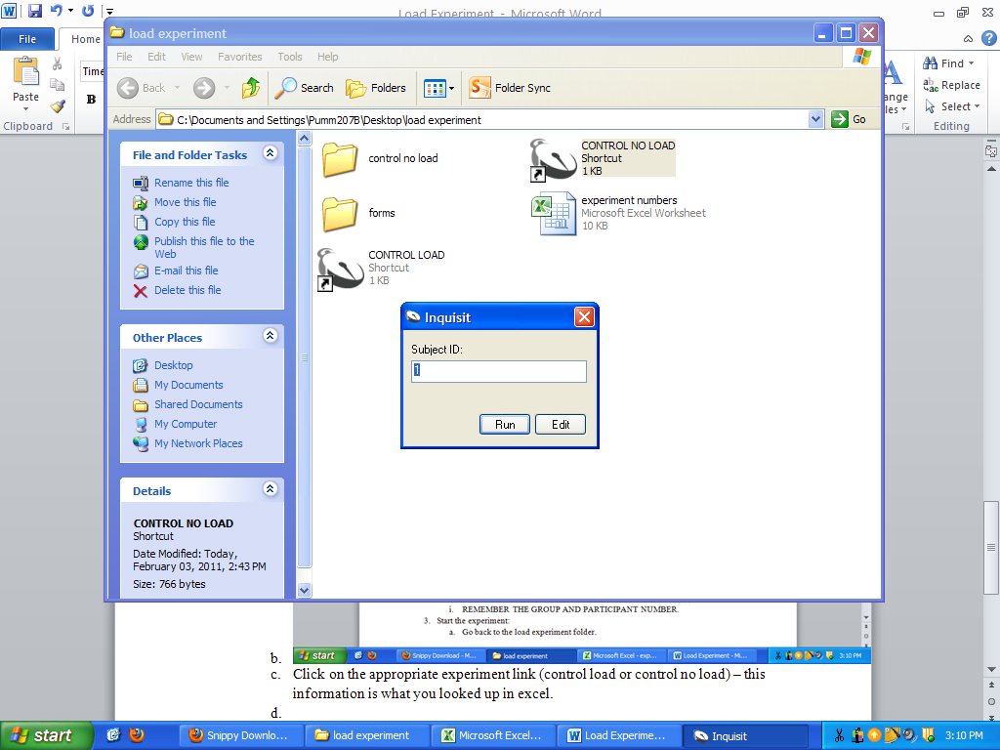 Load Experiment - Microsoft Word
File
Home
Paste
Clipboard
Time
B
ange
les
Find
Replace
Select
Editing
load experiment
File Edit View Favorites Tools Help
Back Search Folders Folder Sync
Address C:\Documents and Settings\Pumm207B\Desktop\load experiment Go
File and Folder Tasks
Rename this file
Move this file
Copy this file
Publish this file to the
Web
E-mail this file
Delete this file
Other Places
Desktop
My Documents
Shared Documents
My Computer
My Network Places
Details
CONTROL NO LOAD
Shortcut
Date Modified: Today,
February 03, 2011, 2:43 PM
Size: 766 bytes
control no load
CONTROL NO LOAD
Shortcut
1 KB
forms
experiment numbers
Microsoft Excel Worksheet
10 KB
CONTROL LOAD
Shortcut
1 KB
Inquisit
Subject ID:
1
Run Edit
i. REMEMBER THE GROUP AND PARTICIPANT NUMBER.
3. Start the experiment:
a. Go back to the load experiment folder.
b.
start Snippy Download - M... load experiment Microsoft Excel - exp... Load Experiment - Mi... 3:10 PM
c. Click on the appropriate experiment link (control load or control no load) – this
information is what you looked up in excel.
d.
start Snippy Downlo... load experiment Microsoft Excel... Load Experime... Inquisit 3:10 PM